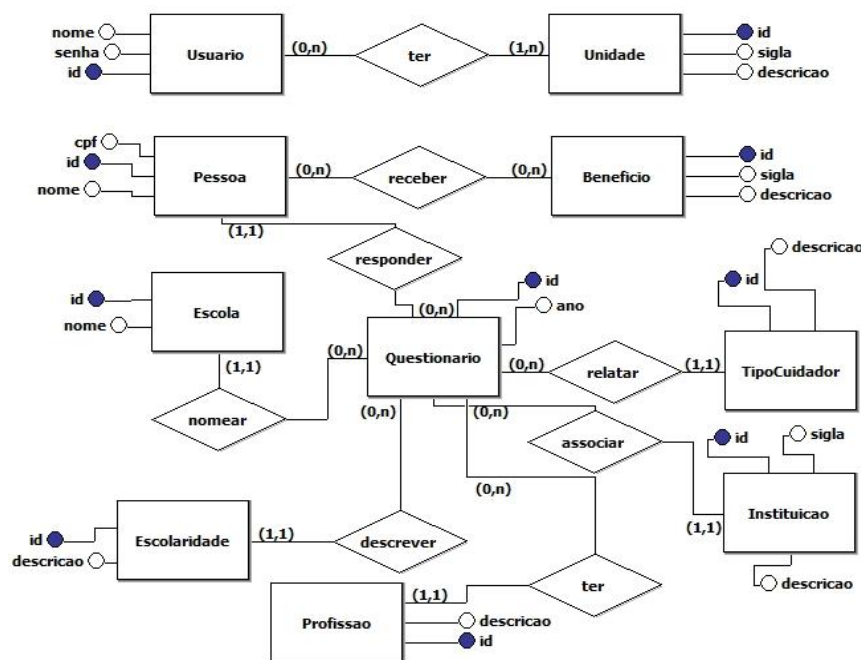 nome
senha
id
Usuario
(0,n)
ter
(1,n)
Unidade
id
sigla
descricao
cpf
id
nome
Pessoa
(0,n)
receber
(0,n)
Beneficio
id
sigla
descricao
(1,1)
responder
(0,n)
id
ano
descricao
id
id
nome
Escola
(1,1)
nomear
(0,n)
Questionario
(0,n)
relatar
(1,1)
TipoCuidador
(0,n)
(0,n)
associar
id
sigla
(1,1)
Instituicao
descricao
(0,n)
id
descricao
Escolaridade
(1,1)
descrever
ter
(1,1)
Profissao
descricao
id